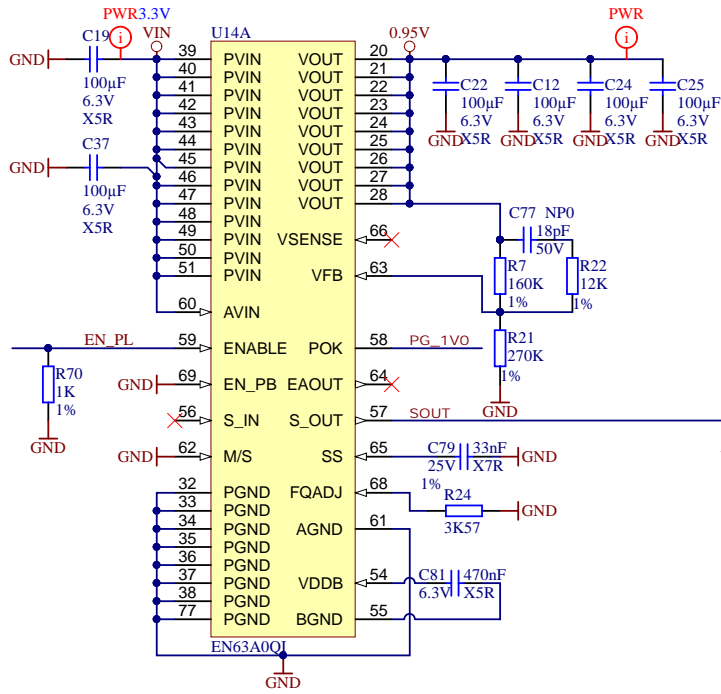 PWR3.3V
VIN
C19
GND
100µF
6.3V
X5R
C37
GND
100µF
6.3V
X5R
U14A
39 PVIN VOUT 20
40 PVIN VOUT 21
41 PVIN VOUT 22
42 PVIN VOUT 23
43 PVIN VOUT 24
44 PVIN VOUT 25
45 PVIN VOUT 26
46 PVIN VOUT 27
47 PVIN VOUT 28
48 PVIN
49 PVIN VSENSE 66
50 PVIN
51 PVIN VFB 63
60 AVIN
EN_PL 59 ENABLE POK 58 PG_1V0
GND 69 EN_PB EAOUT 64
56 S_IN S_OUT 57 SOUT
GND 62 M/S SS 65
32 PGND FQADJ 68
33 PGND
34 PGND AGND 61
35 PGND
36 PGND
37 PGND VDDB 54
38 PGND
77 PGND BGND 55
EN63A0QI
GND
R70
1K
1%
GND
0.95V
PWR
C22
100µF
6.3V
X5R
GND
C12
100µF
6.3V
X5R
GND
C24
100µF
6.3V
X5R
GND
C25
100µF
6.3V
X5R
GND
C77 NP0
18pF
50V
R7
160K
1%
R22
12K
1%
R21
270K
1%
GND
C79 33nF
25V X7R
GND
1%
R24
3K57
GND
C81 470nF
6.3V X5R